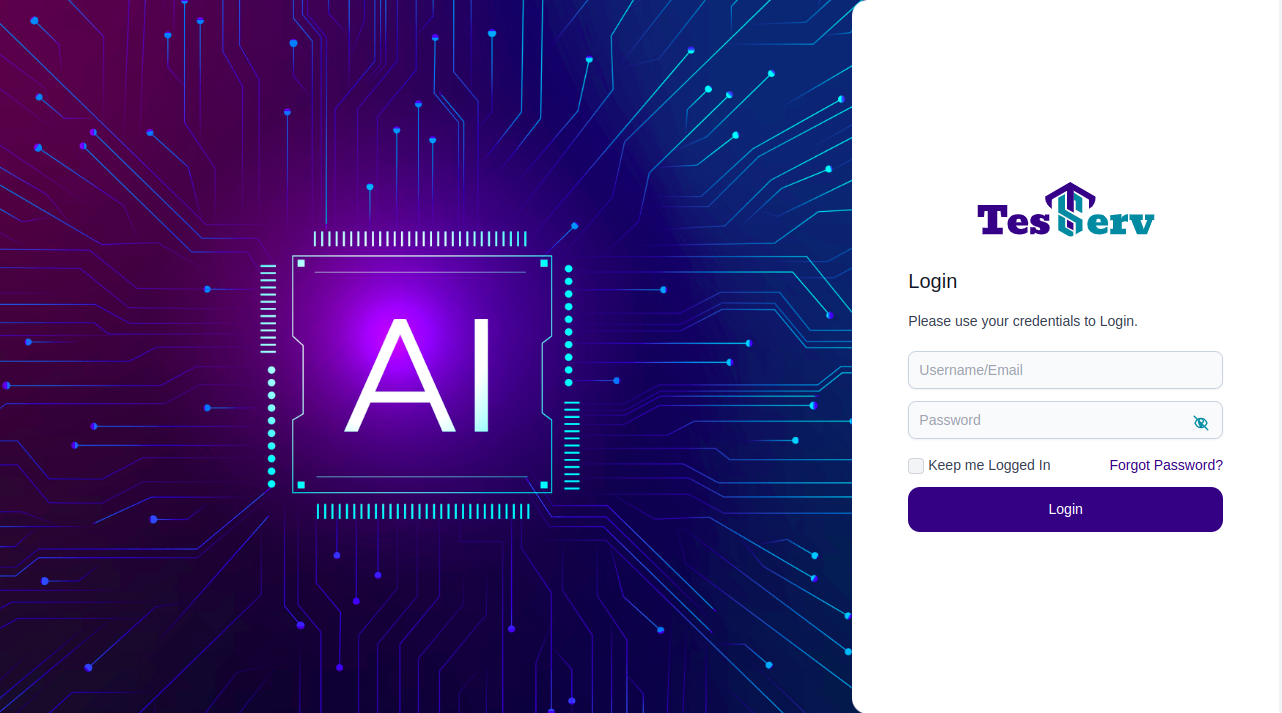 AI
TesServ
Login
Please use your credentials to Login.
Username/Email
Password
Keep me Logged In Forgot Password?
Login